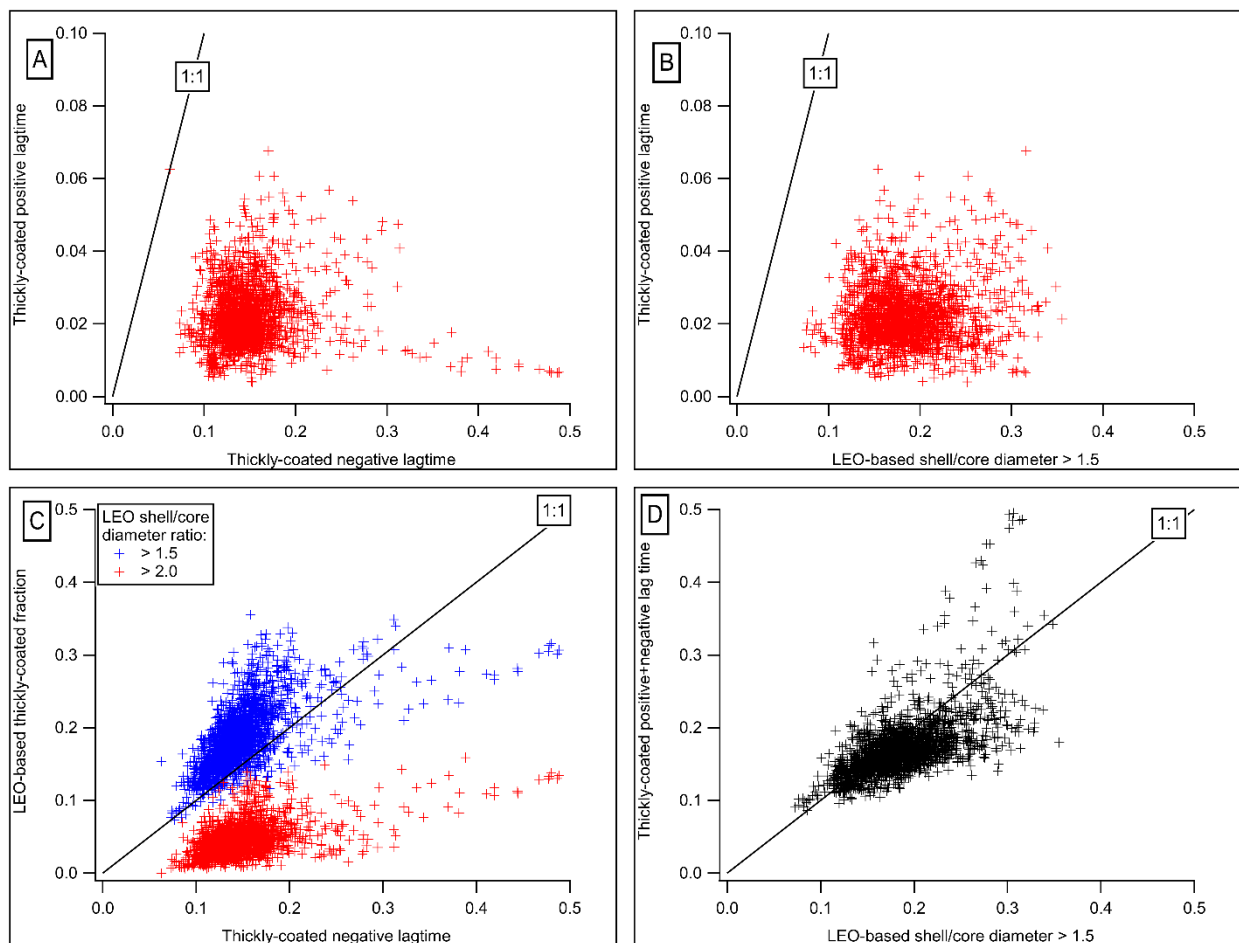 A
1:1
Thickly-coated positive lagtime
0.10
0.08
0.06
0.04
0.02
0.00
0.0 0.1 0.2 0.3 0.4 0.5
Thickly-coated negative lagtime
B
1:1
Thickly-coated positive lagtime
0.10
0.08
0.06
0.04
0.02
0.00
0.0 0.1 0.2 0.3 0.4 0.5
LEO-based shell/core diameter > 1.5
C
LEO shell/core
diameter ratio:
+ > 1.5
+ > 2.0
1:1
LEO-based thickly-coated fraction
0.5
0.4
0.3
0.2
0.1
0.0
0.0 0.1 0.2 0.3 0.4 0.5
Thickly-coated negative lagtime
D
1:1
Thickly-coated positive+negative lag time
0.5
0.4
0.3
0.2
0.1
0.0
0.0 0.1 0.2 0.3 0.4 0.5
LEO-based shell/core diameter > 1.5